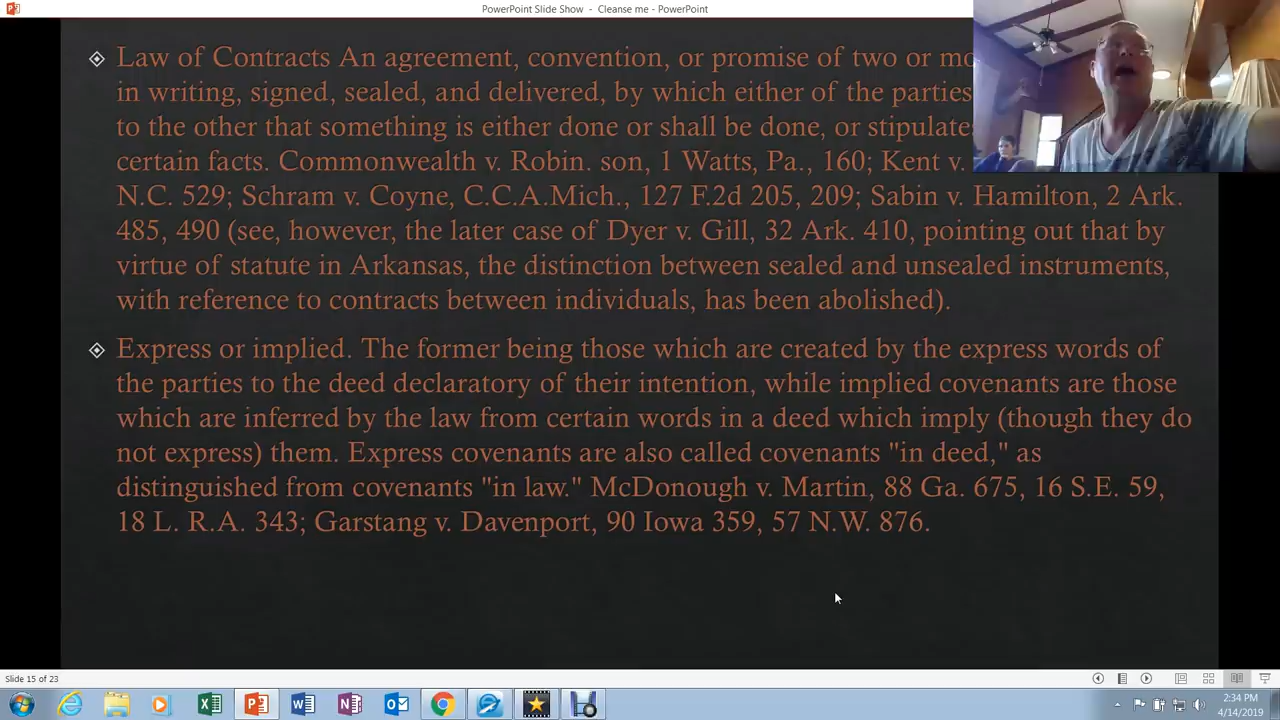 PowerPoint Slide Show - Cleanse me - PowerPoint
Law of Contracts An agreement, convention, or promise of two or
in writing, signed, sealed, and delivered, by which either of the parties
to the other that something is either done or shall be done, or stipulates
certain facts. Commonwealth v. Robin. son, 1 Watts, Pa., 160; Kent v.
N.C. 529; Schram v. Coyne, C.C.A.Mich., 127 F.2d 205, 209; Sabin v. Hamilton, 2 Ark.
485, 490 (see, however, the later case of Dyer v. Gill, 32 Ark. 410, pointing out that by
virtue of statute in Arkansas, the distinction between sealed and unsealed instruments,
with reference to contracts between individuals, has been abolished).
Express or implied. The former being those which are created by the express words of
the parties to the deed declaratory of their intention, while implied covenants are those
which are inferred by the law from certain words in a deed which imply (though they do
not express) them. Express covenants are also called covenants "in deed," as
distinguished from covenants "in law." McDonough v. Martin, 88 Ga. 675, 16 S.E. 59,
18 L. R.A. 343; Garstang v. Davenport, 90 Iowa 359, 57 N.W. 876.
Slide 15 of 23
2:34 PM
4/14/2019